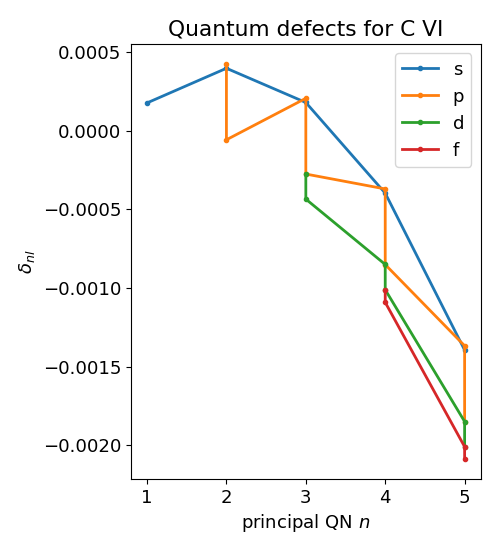 Quantum defects for C VI
0.0005
0.0000
−0.0005
−0.0010
−0.0015
−0.0020
δnl
s
p
d
f
1 2 3 4 5
principal QN n